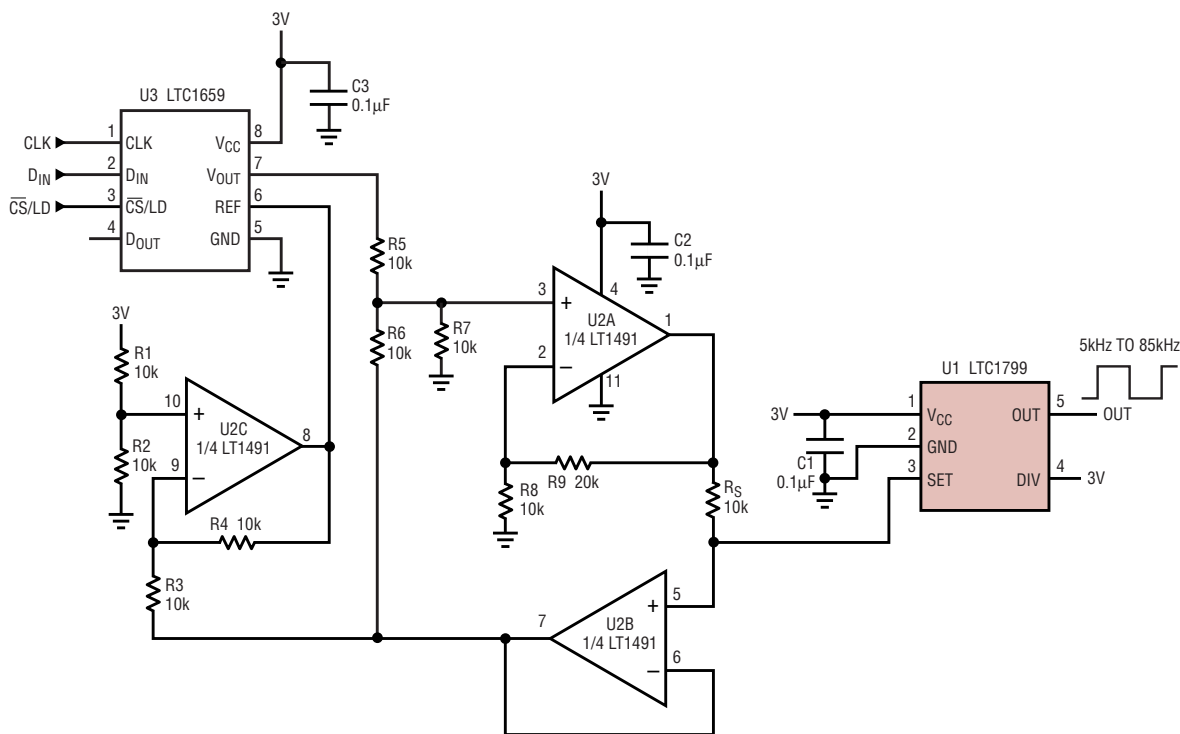 3V
C3
0.1µF
U3 LTC1659
CLK
1
CLK
VCC
8
DIN
2
DIN
VOUT
7
CS/LD
3
CS/LD
REF
6
4
DOUT
GND
5
3V
C2
0.1µF
R5
10k
R6
10k
R7
10k
3
+
4
U2A
1/4 LT1491
1
2
–
11
3V
R1
10k
R2
10k
10
+
U2C
1/4 LT1491
8
9
–
R4 10k
R3
10k
R8
10k
R9 20k
RS
10k
5kHz TO 85kHz
U1 LTC1799
3V
1
VCC
OUT
5
OUT
2
GND
C1
0.1µF
3
SET
DIV
4
3V
7
5
+
U2B
1/4 LT1491
6
–